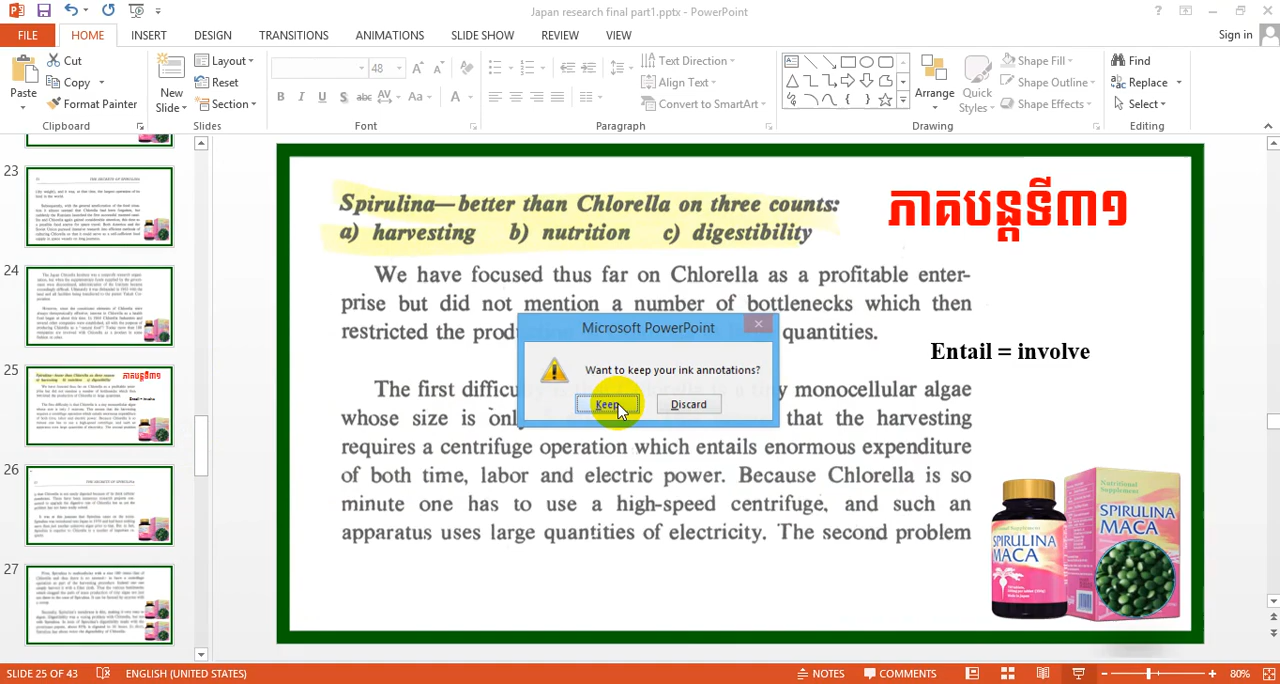 Japan research final part1.pptx - PowerPoint
FILE
HOME
INSERT
DESIGN
TRANSITIONS
ANIMATIONS
SLIDE SHOW
REVIEW
VIEW
Sign in
Cut
Copy
Format Painter
Paste
Clipboard
New
Slide
Layout
Reset
Section
Slides
48
B I U S abc AV Aa A
Font
Text Direction
Align Text
Convert to SmartArt
Paragraph
Arrange
Quick
Styles
Shape Fill
Shape Outline
Shape Effects
Drawing
Find
Replace
Select
Editing
23
24
25
26
27
Spirulina—better than Chlorella on three counts:
a) harvesting b) nutrition c) digestibility
ភាគបន្តទី៣១
We have focused thus far on Chlorella as a profitable enter-
prise but did not mention a number of bottlenecks which then
restricted the prod quantities.
Entail = involve
The first diffic monocellular algae
whose size is only that the harvesting
requires a centrifuge operation which entails enormous expenditure
of both time, labor and electric power. Because Chlorella is so
minute one has to use a high-speed centrifuge, and such an
apparatus uses large quantities of electricity. The second problem
Microsoft PowerPoint
Want to keep your ink annotations?
Keep
Discard
SPIRULINA
MACA
Nutritional
Supplement
SPIRULINA
MACA
SLIDE 25 OF 43
ENGLISH (UNITED STATES)
NOTES
COMMENTS
80%